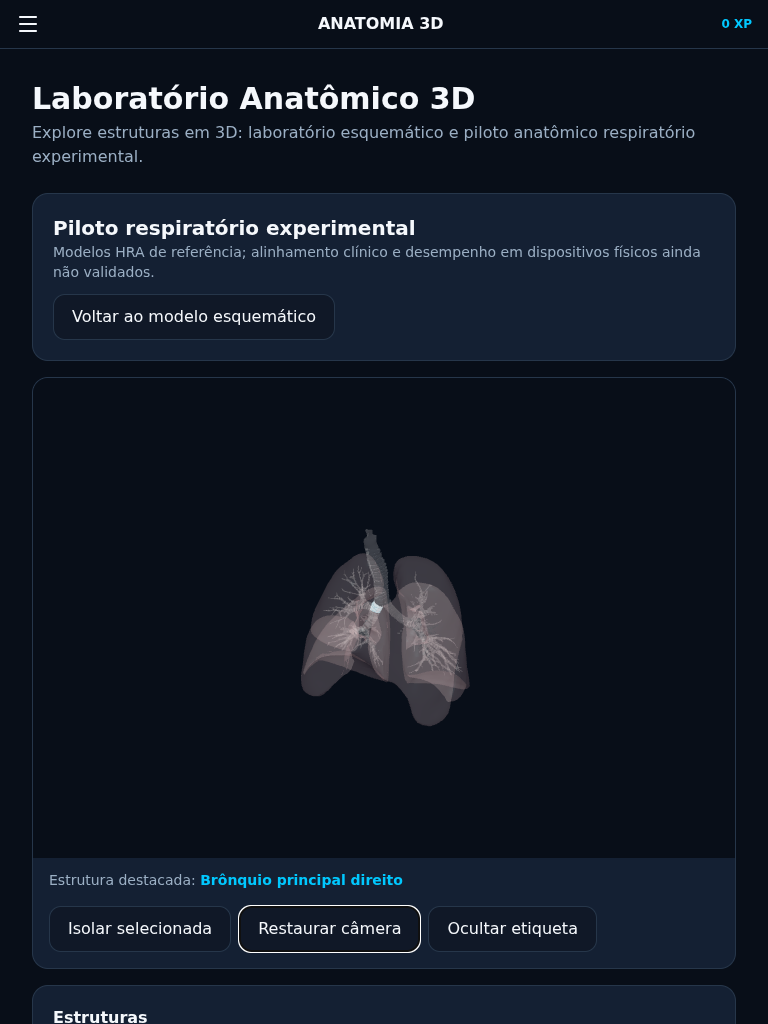 ANATOMIA 3D
0 XP
Laboratório Anatômico 3D
Explore estruturas em 3D: laboratório esquemático e piloto anatômico respiratório
experimental.
Piloto respiratório experimental
Modelos HRA de referência; alinhamento clínico e desempenho em dispositivos físicos ainda
não validados.
Voltar ao modelo esquemático
Estrutura destacada: Brônquio principal direito
Isolar selecionada
Restaurar câmera
Ocultar etiqueta
Estruturas